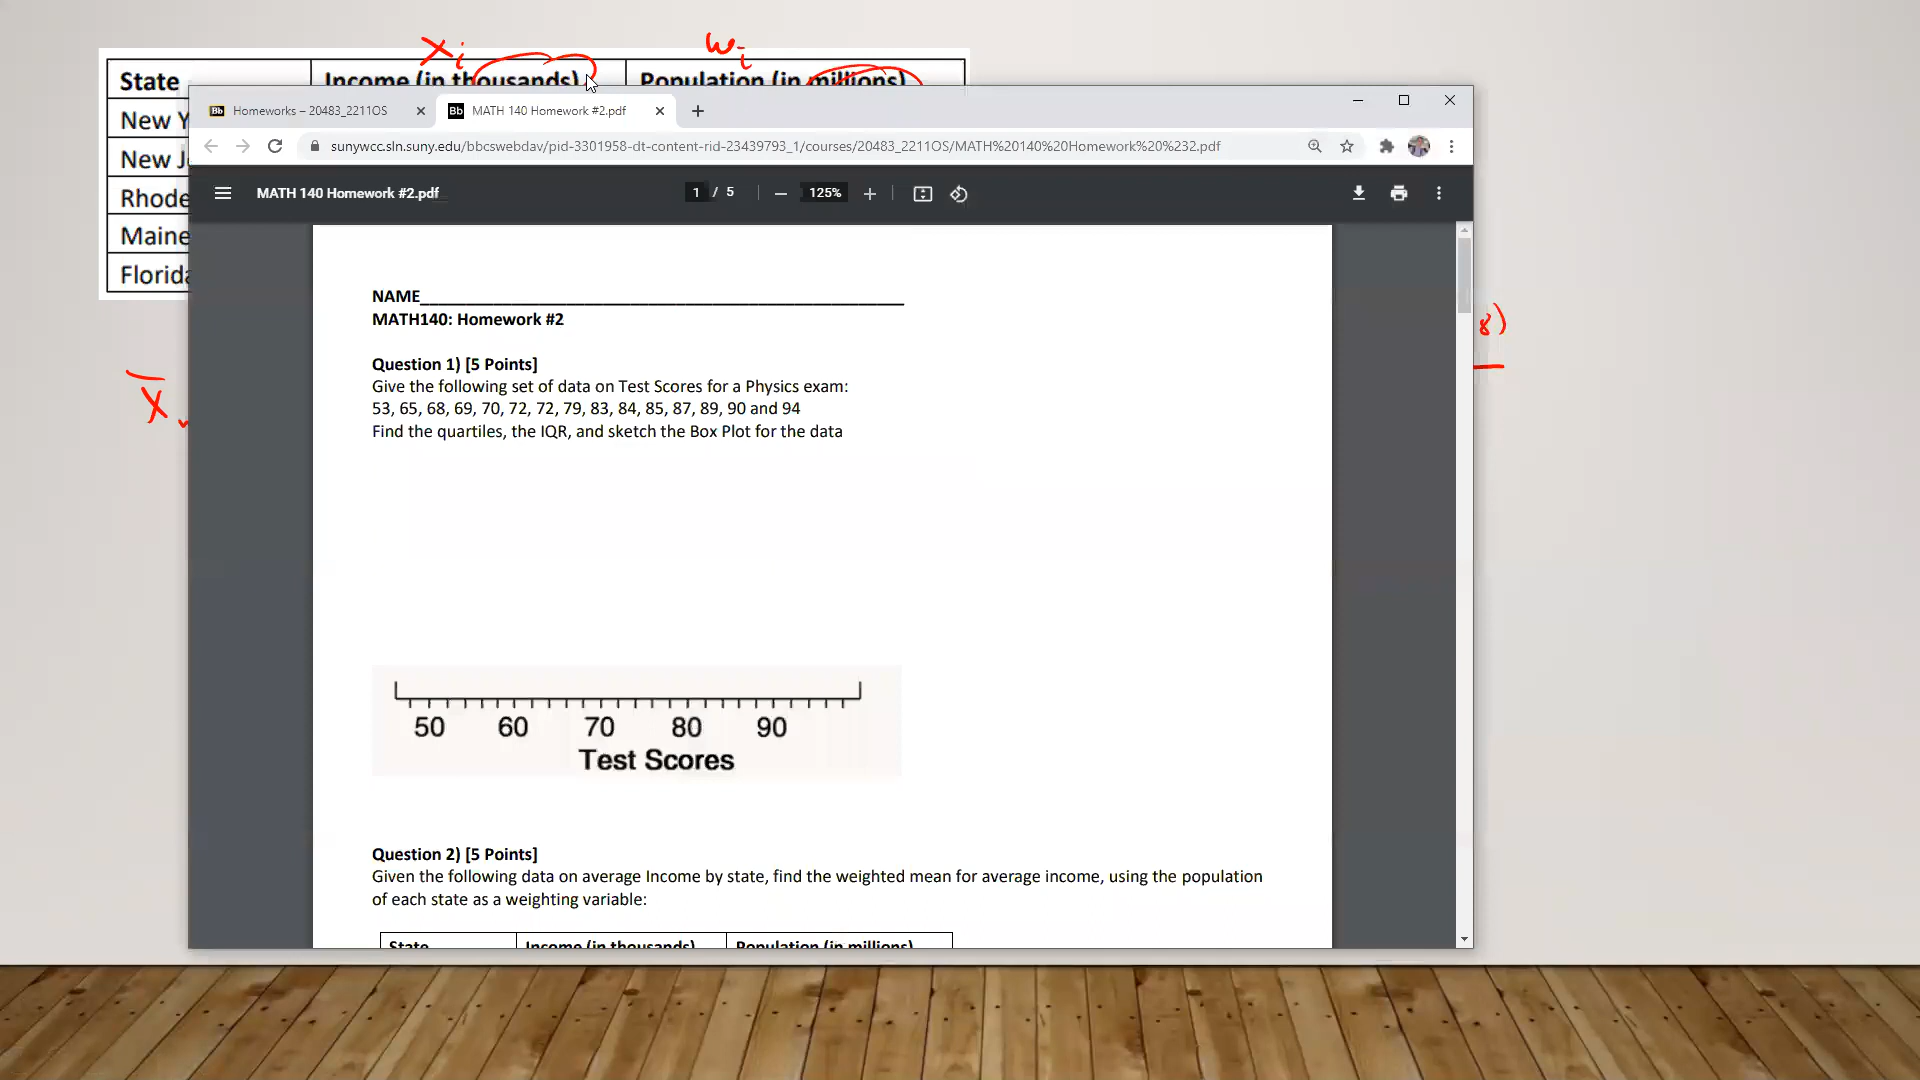 xᵢ wᵢ
State Income (in thousands) Population (in millions)
New Y
New Je
Rhode
Maine
Florida
x̄
8)
Homeworks – 20483_2211OS
Bb MATH 140 Homework #2.pdf
sunywcc.sln.suny.edu/bbcswebdav/pid-3301958-dt-content-rid-23439793_1/courses/20483_2211OS/MATH%20140%20Homework%20%232.pdf
MATH 140 Homework #2.pdf 1 / 5 125%
NAME
MATH140: Homework #2
Question 1) [5 Points]
Give the following set of data on Test Scores for a Physics exam:
53, 65, 68, 69, 70, 72, 72, 79, 83, 84, 85, 87, 89, 90 and 94
Find the quartiles, the IQR, and sketch the Box Plot for the data
50 60 70 80 90
Test Scores
Question 2) [5 Points]
Given the following data on average Income by state, find the weighted mean for average income, using the population
of each state as a weighting variable:
State Income (in thousands) Population (in millions)